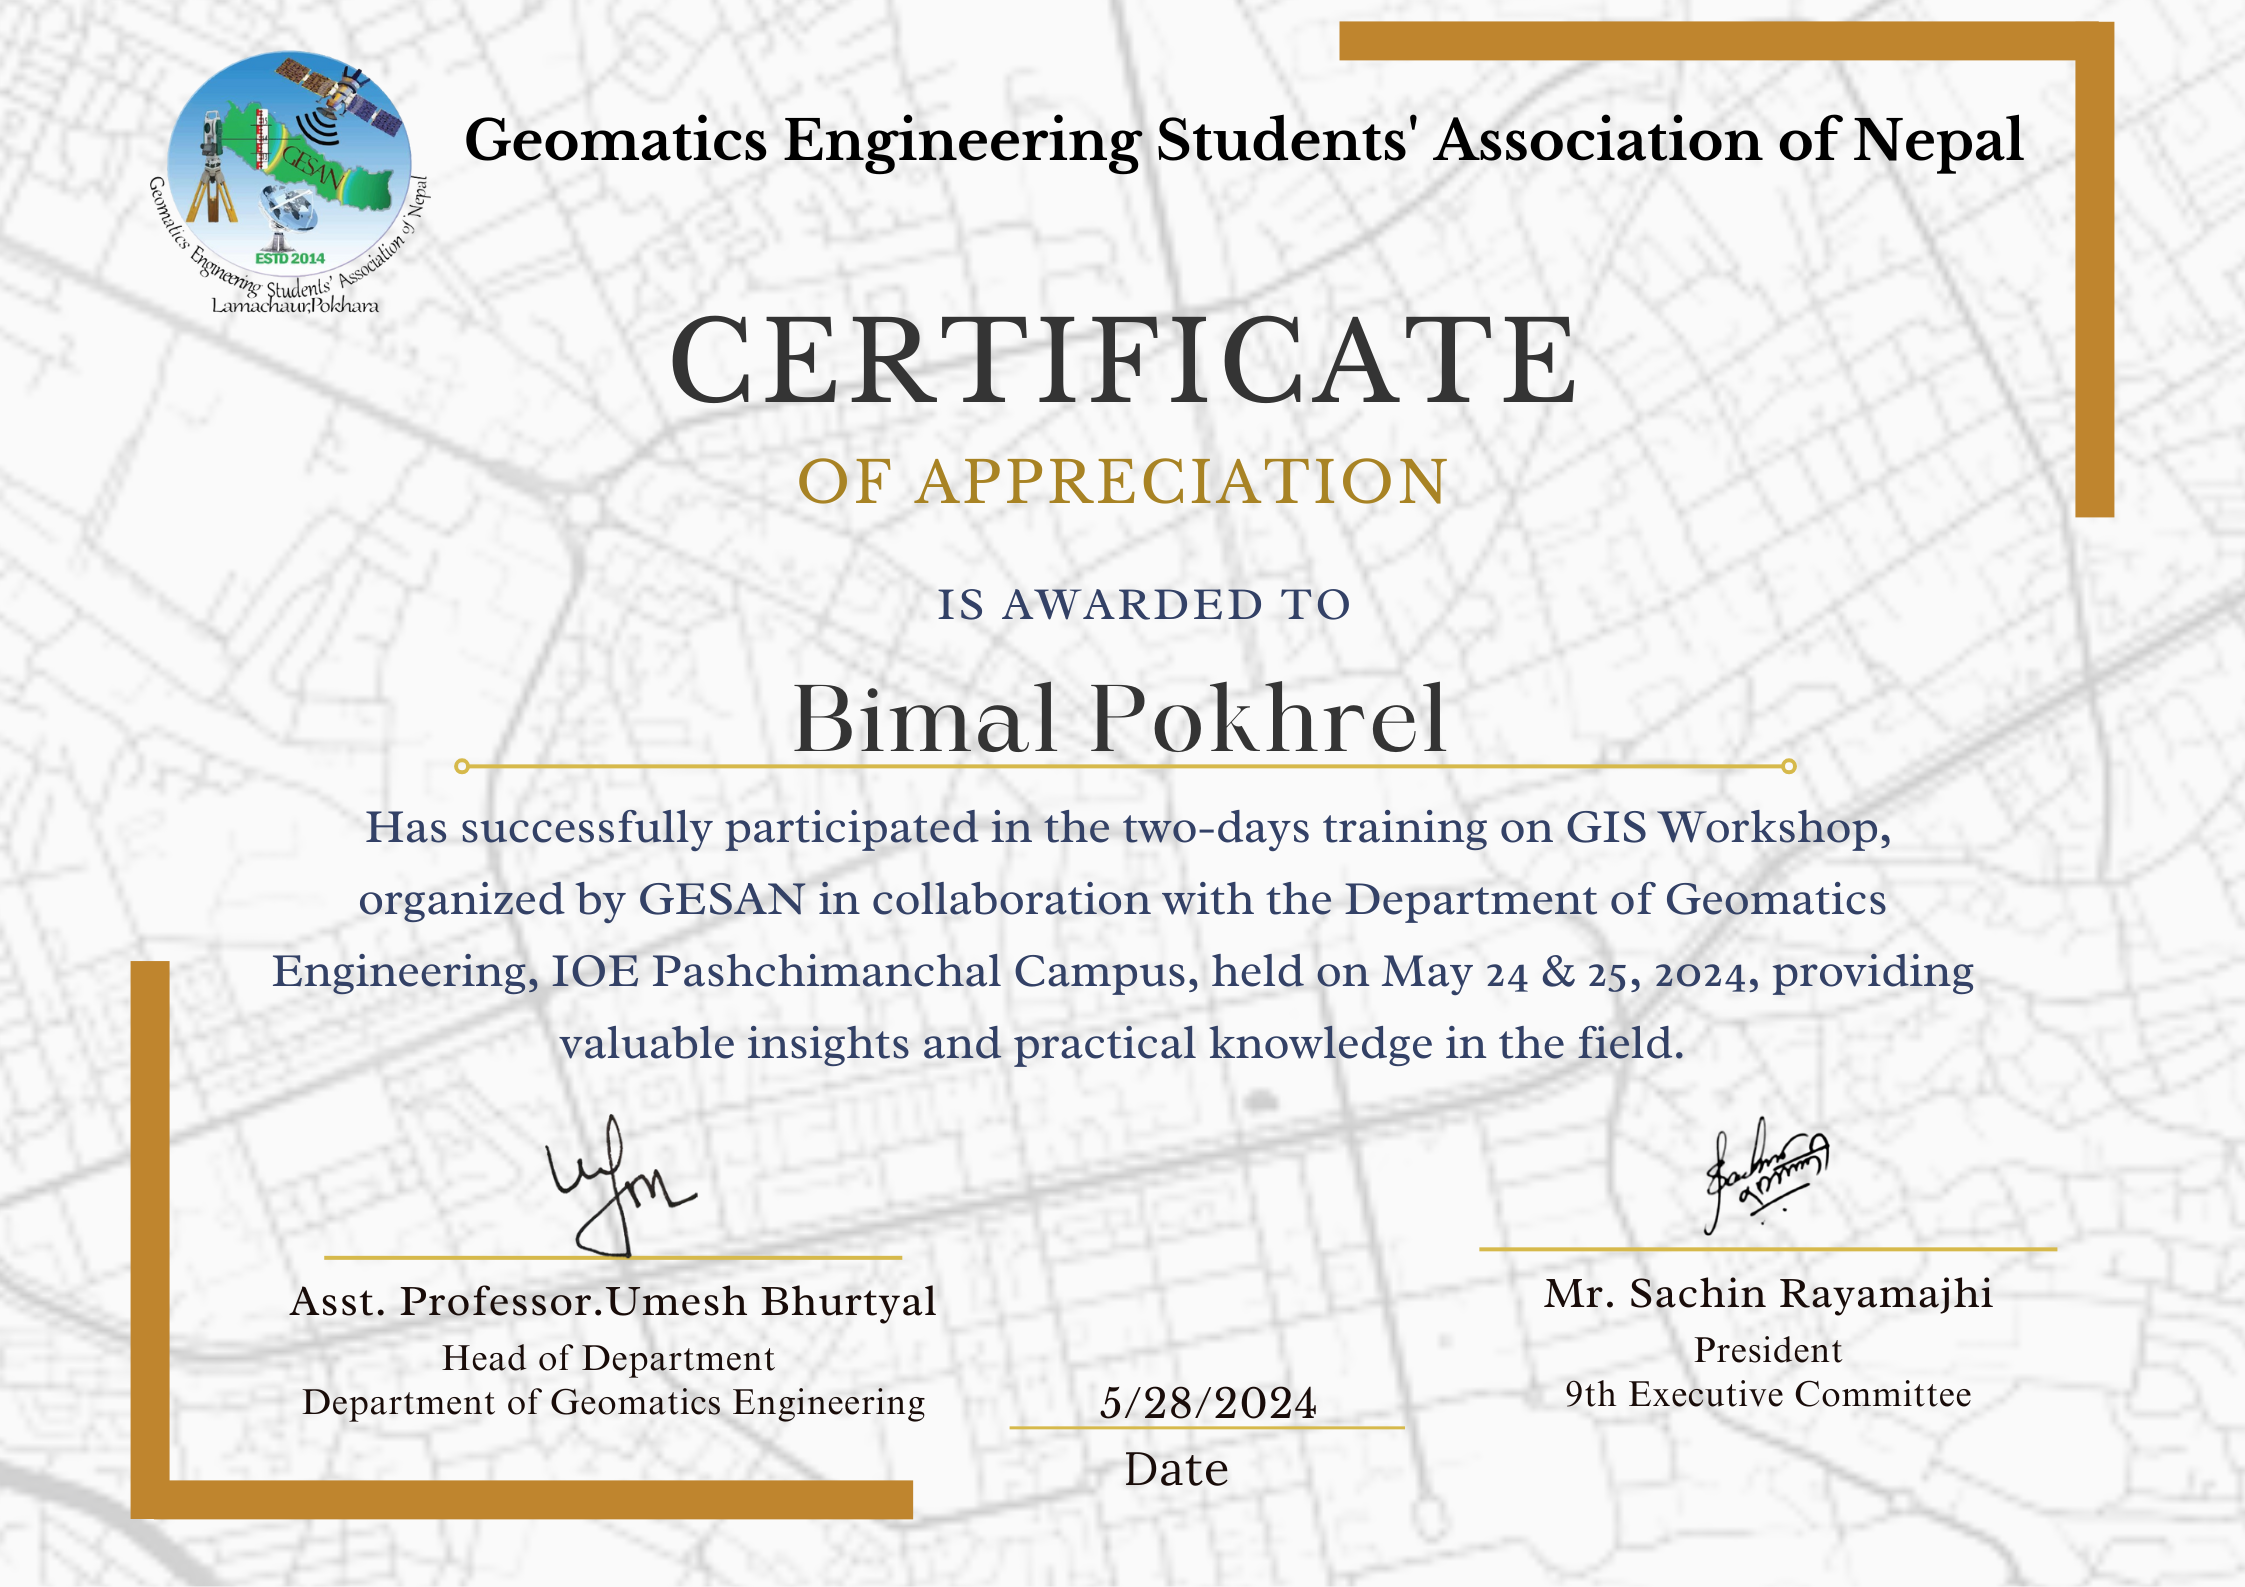 GESAN
ESTD 2014
Geomatics Engineering Students' Association of Nepal
Lamachaur,Pokhara
Geomatics Engineering Students' Association of Nepal
CERTIFICATE
OF APPRECIATION
IS AWARDED TO
Bimal Pokhrel
Has successfully participated in the two-days training on GIS Workshop,
organized by GESAN in collaboration with the Department of Geomatics
Engineering, IOE Pashchimanchal Campus, held on May 24 & 25, 2024, providing
valuable insights and practical knowledge in the field.
Asst. Professor.Umesh Bhurtyal
Head of Department
Department of Geomatics Engineering
5/28/2024
Date
Mr. Sachin Rayamajhi
President
9th Executive Committee